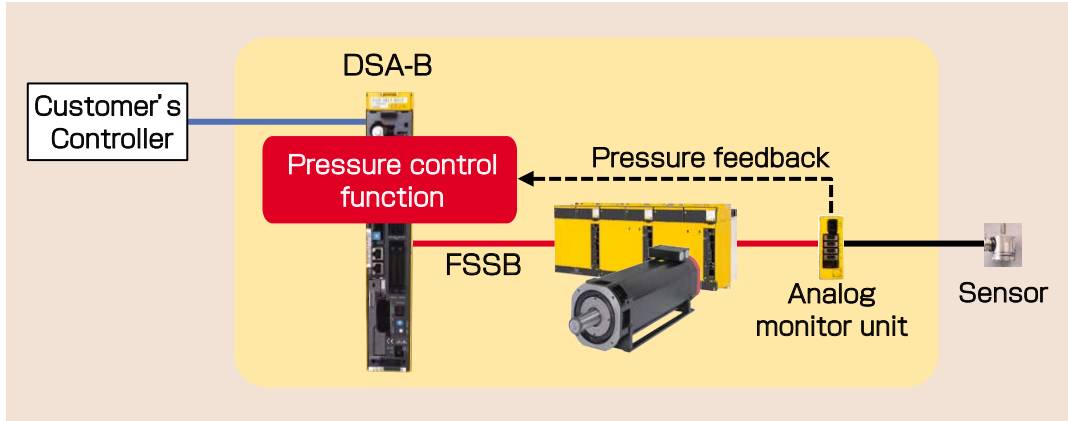 DSA-B
Customer's
Controller
Pressure control
function
Pressure feedback
FSSB
Analog
monitor unit
Sensor